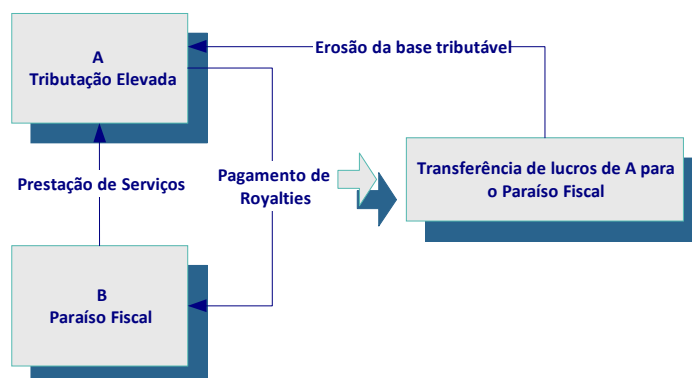 A
Tributação Elevada
Erosão da base tributável
Prestação de Serviços
Pagamento de
Royalties
Transferência de lucros de A para
o Paraíso Fiscal
B
Paraíso Fiscal